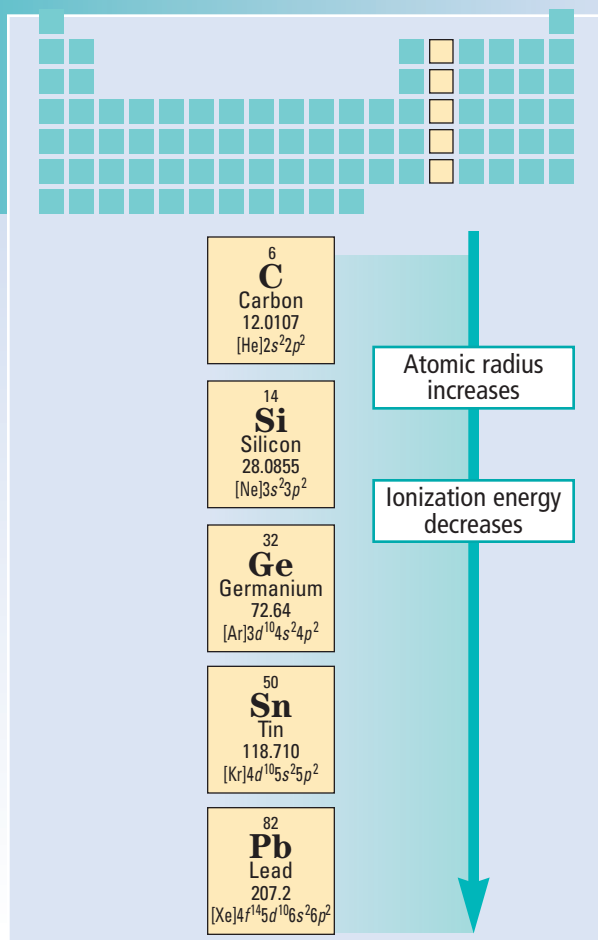 6
C
Carbon
12.0107
[He]2s²2p²
Atomic radius
increases
14
Si
Silicon
28.0855
[Ne]3s²3p²
Ionization energy
decreases
32
Ge
Germanium
72.64
[Ar]3d¹⁰4s²4p²
50
Sn
Tin
118.710
[Kr]4d¹⁰5s²5p²
82
Pb
Lead
207.2
[Xe]4f¹⁴5d¹⁰6s²6p²